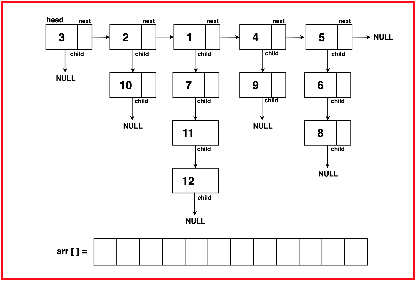 head next next next next next
3 2 1 4 5 NULL
child child child child child
NULL 10 7 9 6
child child child
NULL 11 NULL 8
child child
12 NULL
child
NULL
arr [ ] =